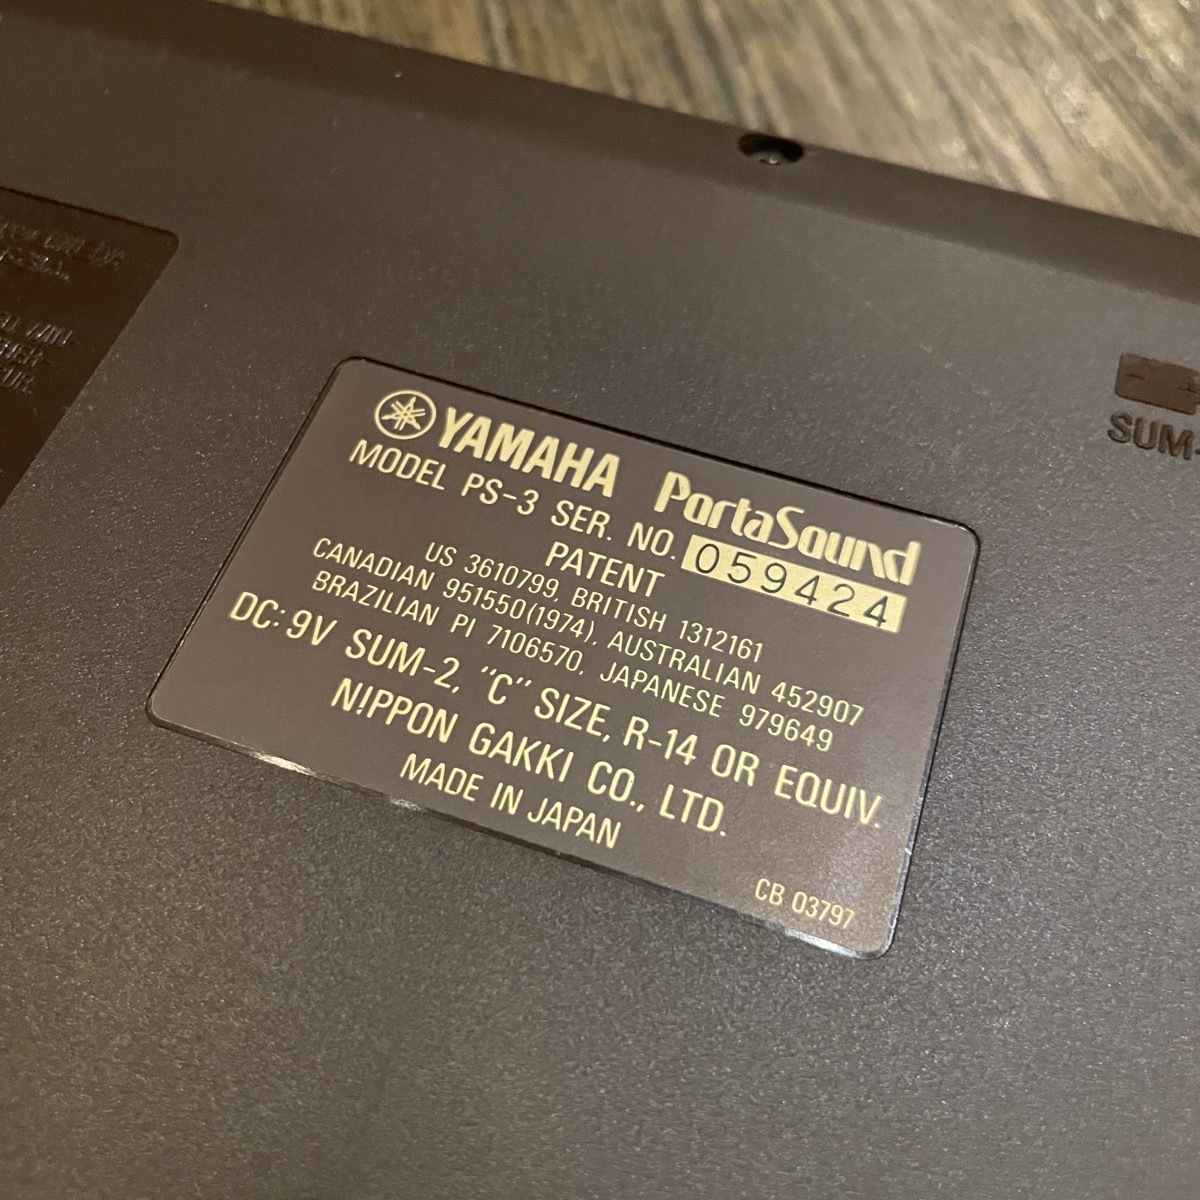 YAMAHA PortaSound
MODEL PS-3 SER. NO. 059424
PATENT
US 3610799, BRITISH 1312161
CANADIAN 951550(1974), AUSTRALIAN 452907
BRAZILIAN PI 7106570, JAPANESE 979649
DC: 9V SUM-2, "C" SIZE, R-14 OR EQUIV.
N!PPON GAKKI CO., LTD.
MADE IN JAPAN
CB 03797
- +
SUM-